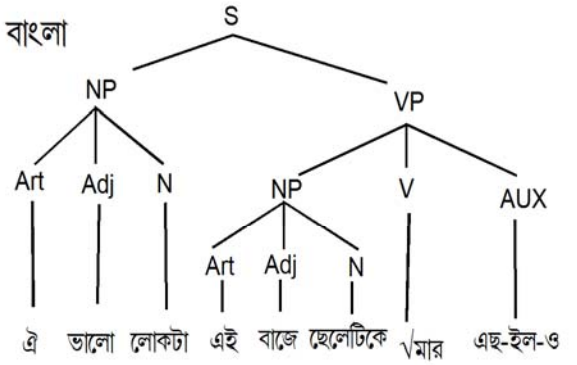 S
বাংলা
NP VP
Art Adj N NP V AUX
Art Adj N
ঐ ভালো লোকটা এই বাজে ছেলেটিকে √মার এছ-ইল-ও